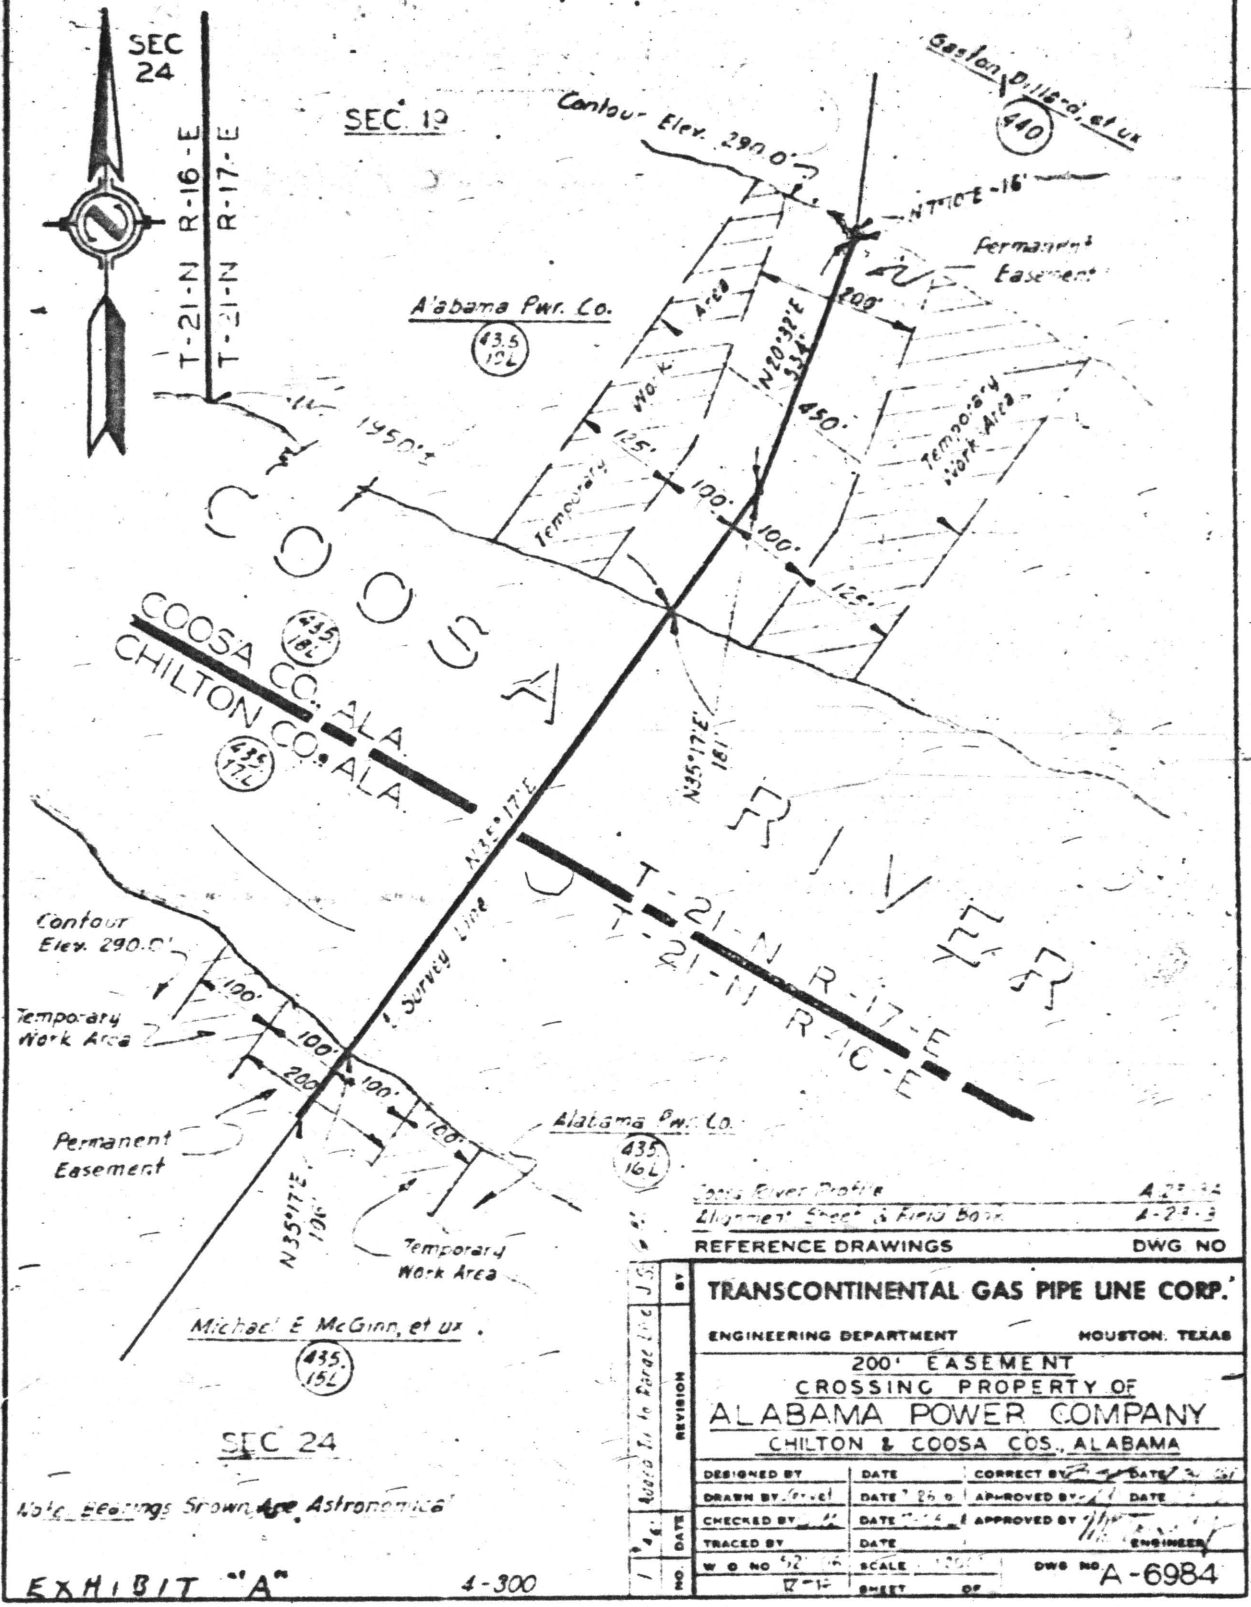 SEC
24
SEC. 19
T-21-N R-16-E
T-21-N R-17-E
Contour Elev. 290.0'
Gaston Dillard, et ux
440
N7°10'E-16'
Permanent
Easement
Alabama Pwr. Co.
435
19L
Temporary Work Area
200'
N20°32'E
334'
450'
Temporary
Work Area
1950'±
125'
100'
100'
125'
COOSA
RIVER
435
18L
COOSA CO., ALA.
CHILTON CO., ALA.
435
17L
N35°17'E
181'
N35°17'E
Survey Line
T-21-N R-17-E
T-21-N R-16-E
Contour
Elev. 290.0'
Temporary
Work Area
100'
100'
200'
100'
100'
Permanent
Easement
N35°17'E
106'
Temporary
Work Area
Alabama Pwr. Co.
435
16L
Michael E McGinn, et ux
435
15L
SEC 24
Note: Bearings Shown Are Astronomical
EXHIBIT "A"
4-300
Coosa River Profile
Alignment Sheet & Field Book
REFERENCE DRAWINGS DWG NO
TRANSCONTINENTAL GAS PIPE LINE CORP.
ENGINEERING DEPARTMENT HOUSTON, TEXAS
200' EASEMENT
CROSSING PROPERTY OF
ALABAMA POWER COMPANY
CHILTON & COOSA COS., ALABAMA
DESIGNED BY DATE CORRECT BY DATE
DRAWN BY DATE APPROVED BY DATE
CHECKED BY DATE APPROVED BY
TRACED BY DATE ENGINEER
W O NO SCALE DWG NO A-6984
SHEET OF
NO. DATE REVISION BY